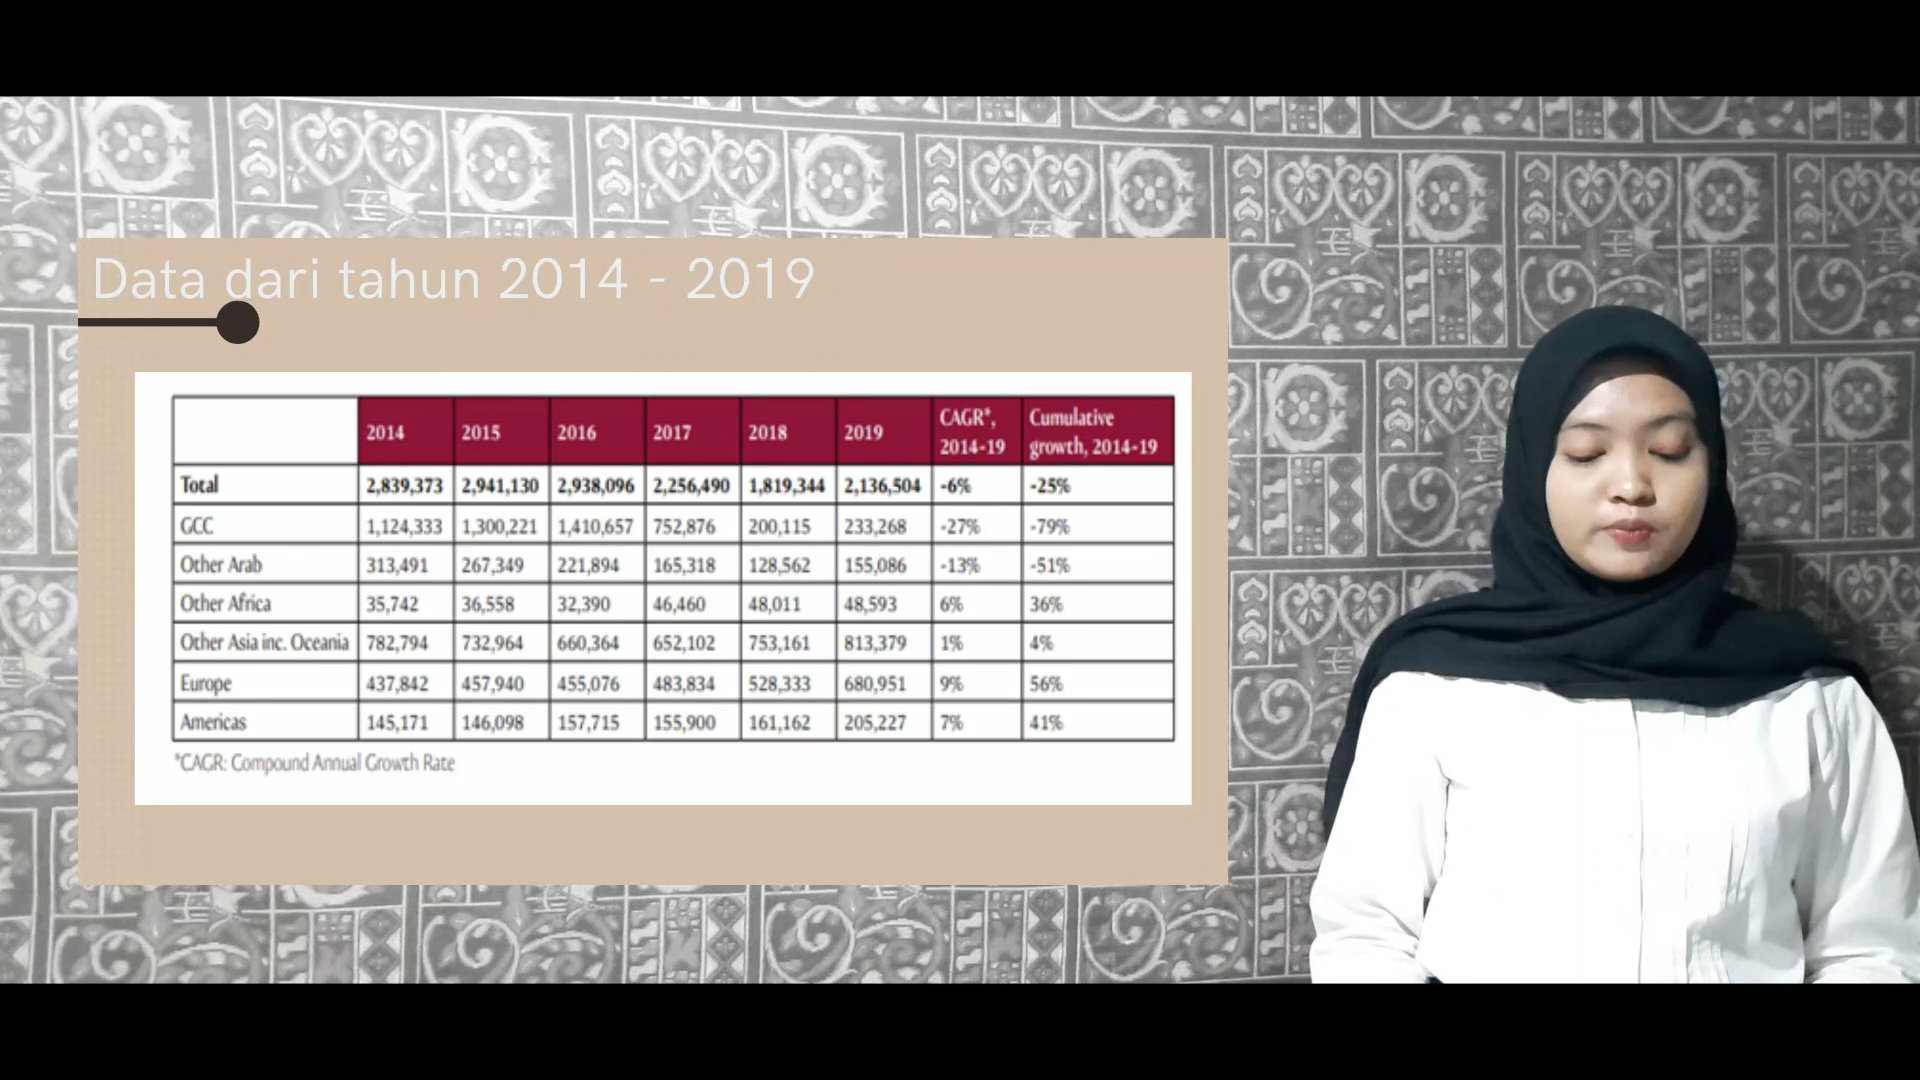 Data dari tahun 2014 - 2019
2014 2015 2016 2017 2018 2019 CAGR*, 2014-19 Cumulative growth, 2014-19
Total 2,839,373 2,941,130 2,938,096 2,256,490 1,819,344 2,136,504 -6% -25%
GCC 1,124,333 1,300,221 1,410,657 752,876 200,115 233,268 -27% -79%
Other Arab 313,491 267,349 221,894 165,318 128,562 155,086 -13% -51%
Other Africa 35,742 36,558 32,390 46,460 48,011 48,593 6% 36%
Other Asia inc. Oceania 782,794 732,964 660,364 652,102 753,161 813,379 1% 4%
Europe 437,842 457,940 455,076 483,834 528,333 680,951 9% 56%
Americas 145,171 146,098 157,715 155,900 161,162 205,227 7% 41%
*CAGR: Compound Annual Growth Rate